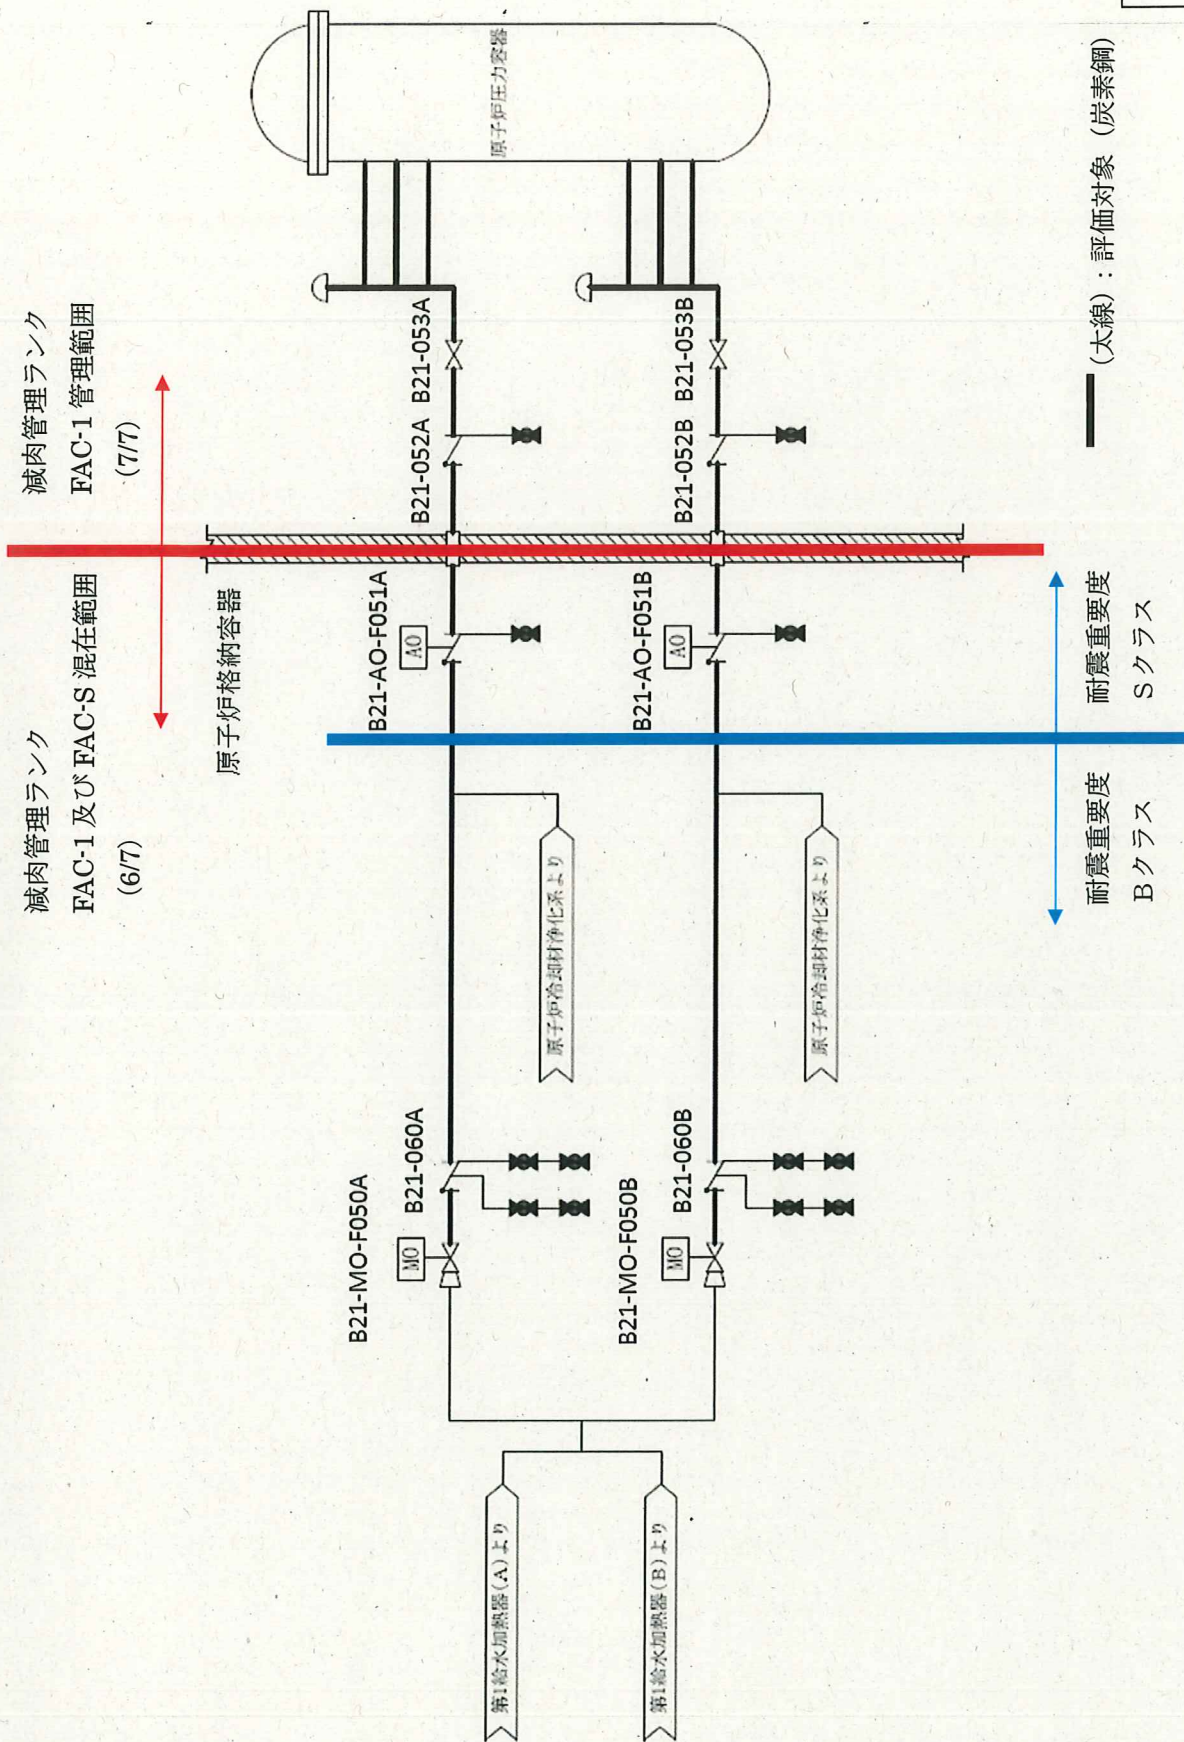 減肉管理ランク
FAC-1 及び FAC-S 混在範囲
(6/7)
減肉管理ランク
FAC-1 管理範囲
(7/7)
原子炉格納容器
原子炉圧力容器
B21-MO-F050A
MO
B21-060A
B21-AO-F051A
AO
B21-052A
B21-053A
第1給水加熱器(A)より
原子炉冷却材浄化系より
第1給水加熱器(B)より
B21-MO-F050B
MO
B21-060B
B21-AO-F051B
AO
B21-052B
B21-053B
原子炉冷却材浄化系より
耐震重要度
Bクラス
耐震重要度
Sクラス
(太線)：評価対象（炭素鋼）